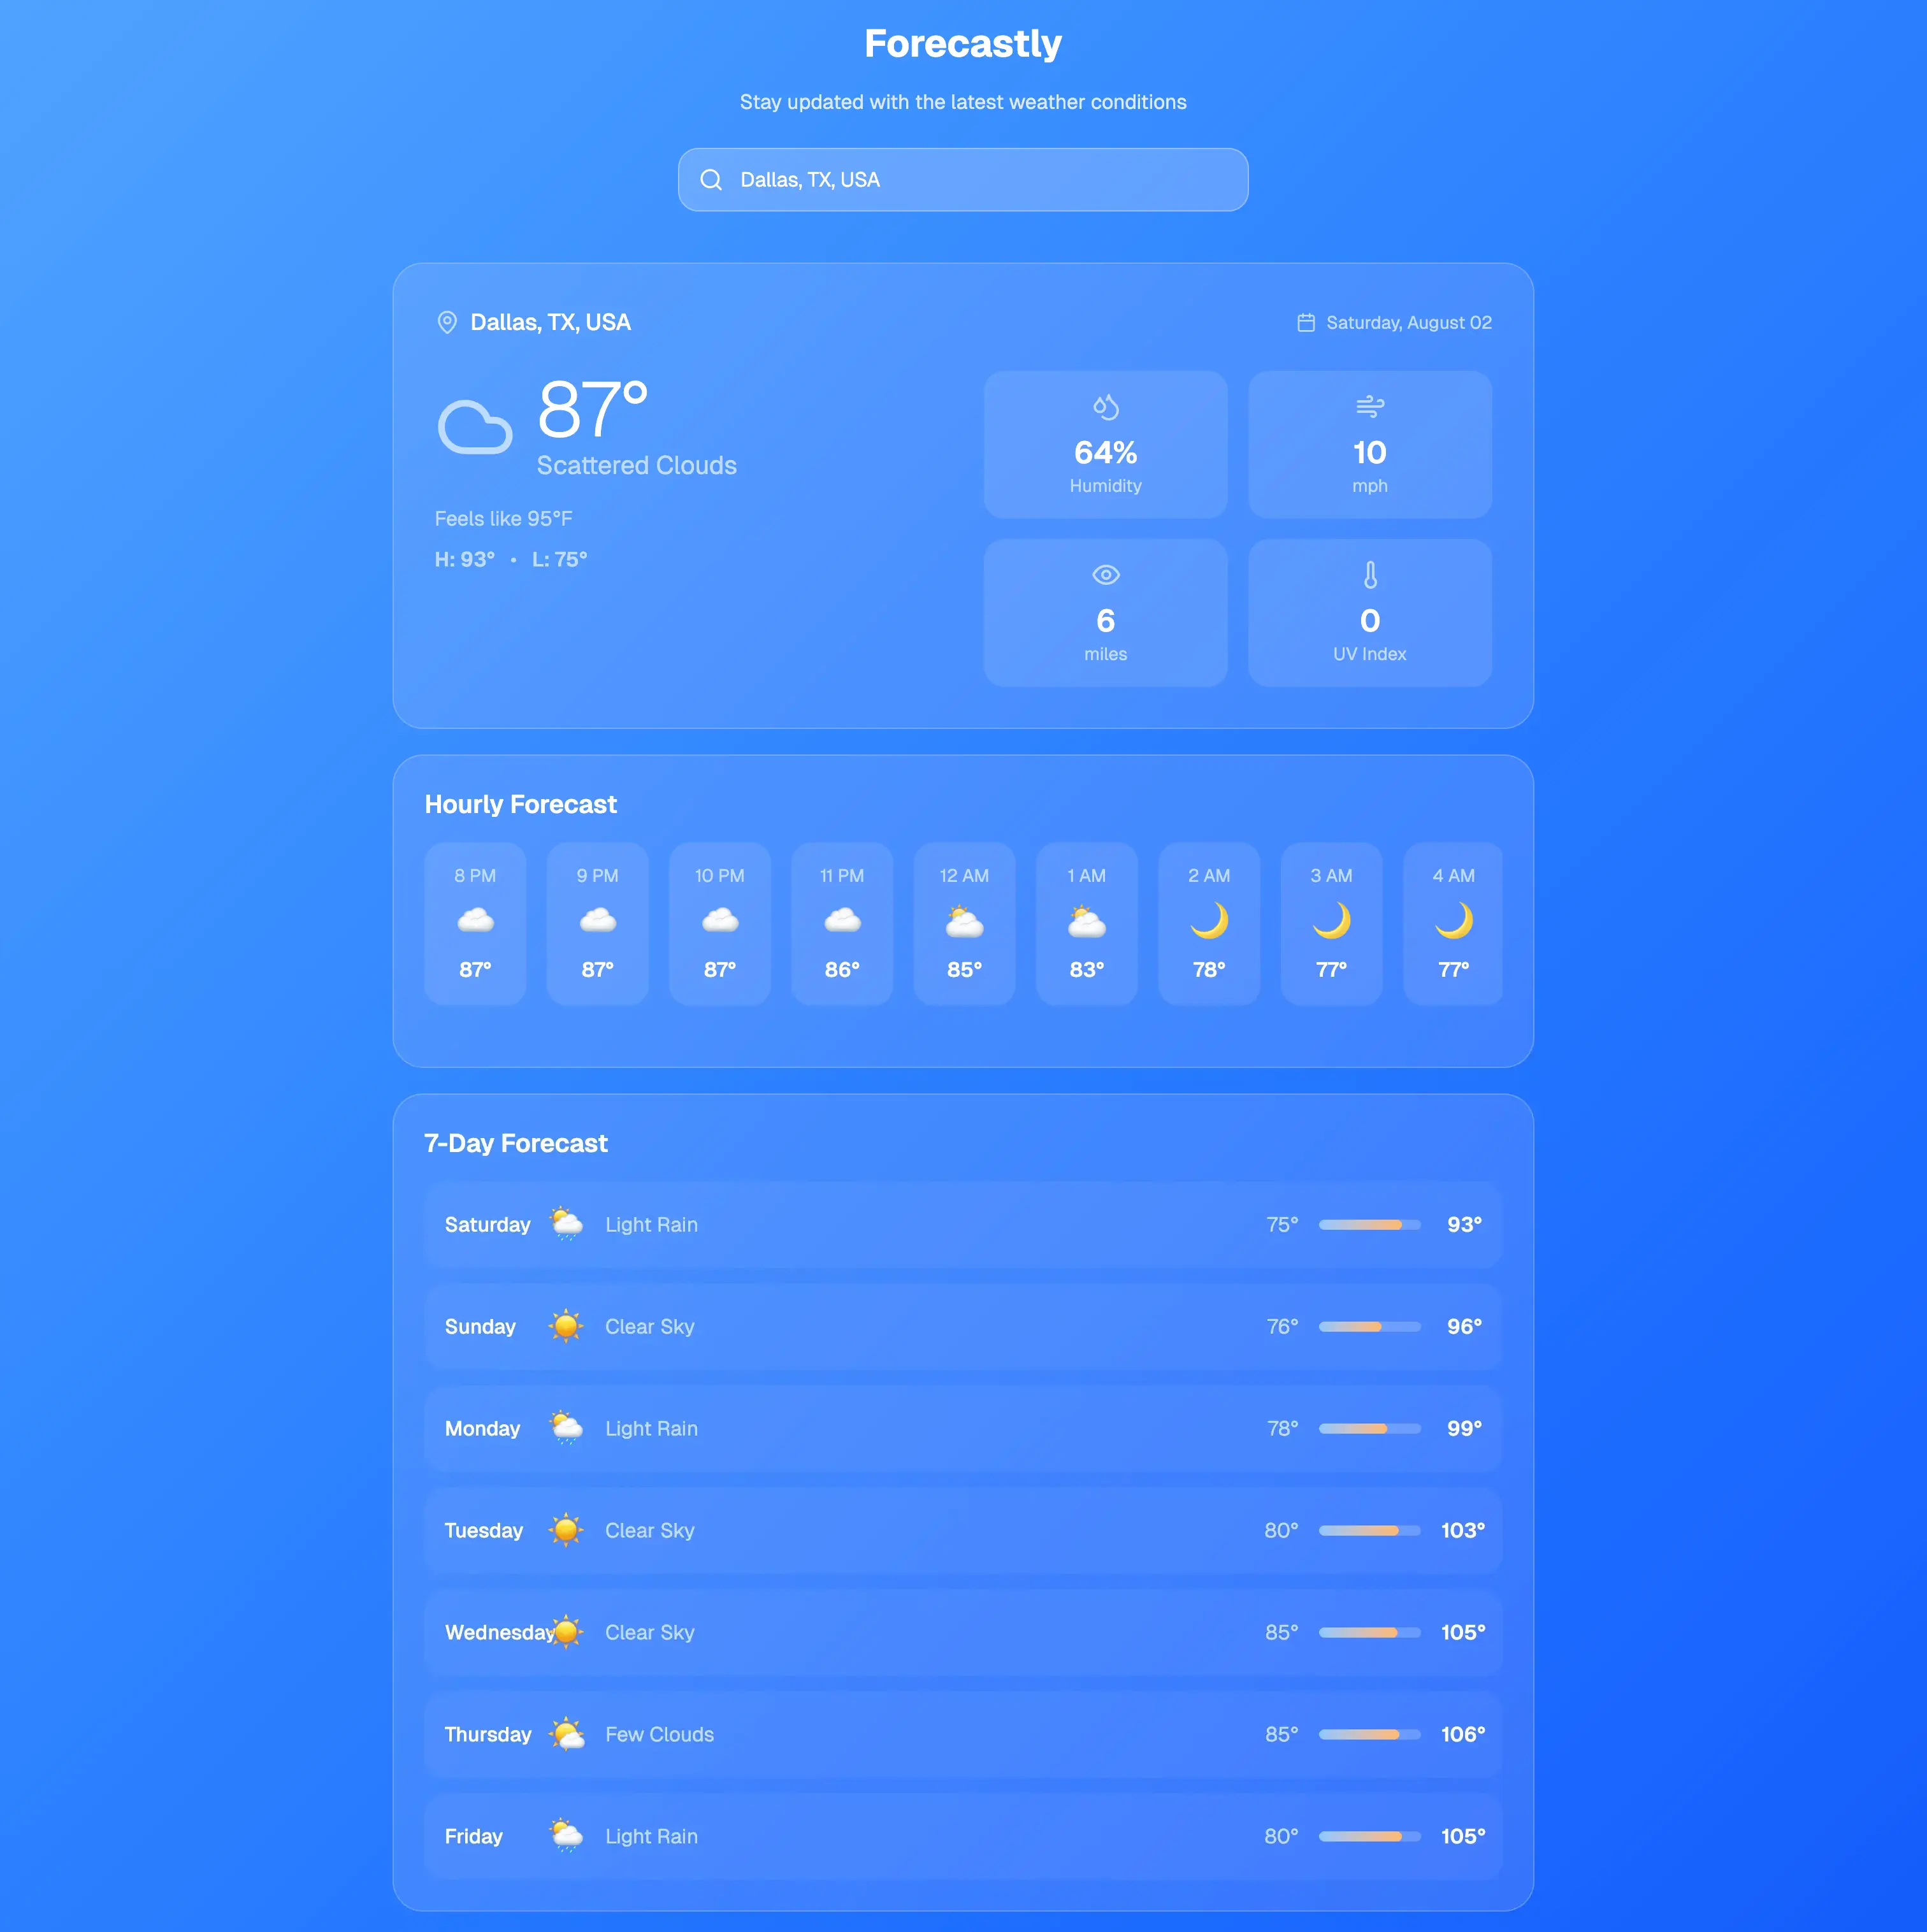 Forecastly
Stay updated with the latest weather conditions
Dallas, TX, USA
Dallas, TX, USA
Saturday, August 02
87°
Scattered Clouds
Feels like 95°F
H: 93° • L: 75°
64%
Humidity
10
mph
6
miles
0
UV Index
Hourly Forecast
8 PM 9 PM 10 PM 11 PM 12 AM 1 AM 2 AM 3 AM 4 AM
87° 87° 87° 86° 85° 83° 78° 77° 77°
7-Day Forecast
Saturday Light Rain 75° 93°
Sunday Clear Sky 76° 96°
Monday Light Rain 78° 99°
Tuesday Clear Sky 80° 103°
Wednesday Clear Sky 85° 105°
Thursday Few Clouds 85° 106°
Friday Light Rain 80° 105°